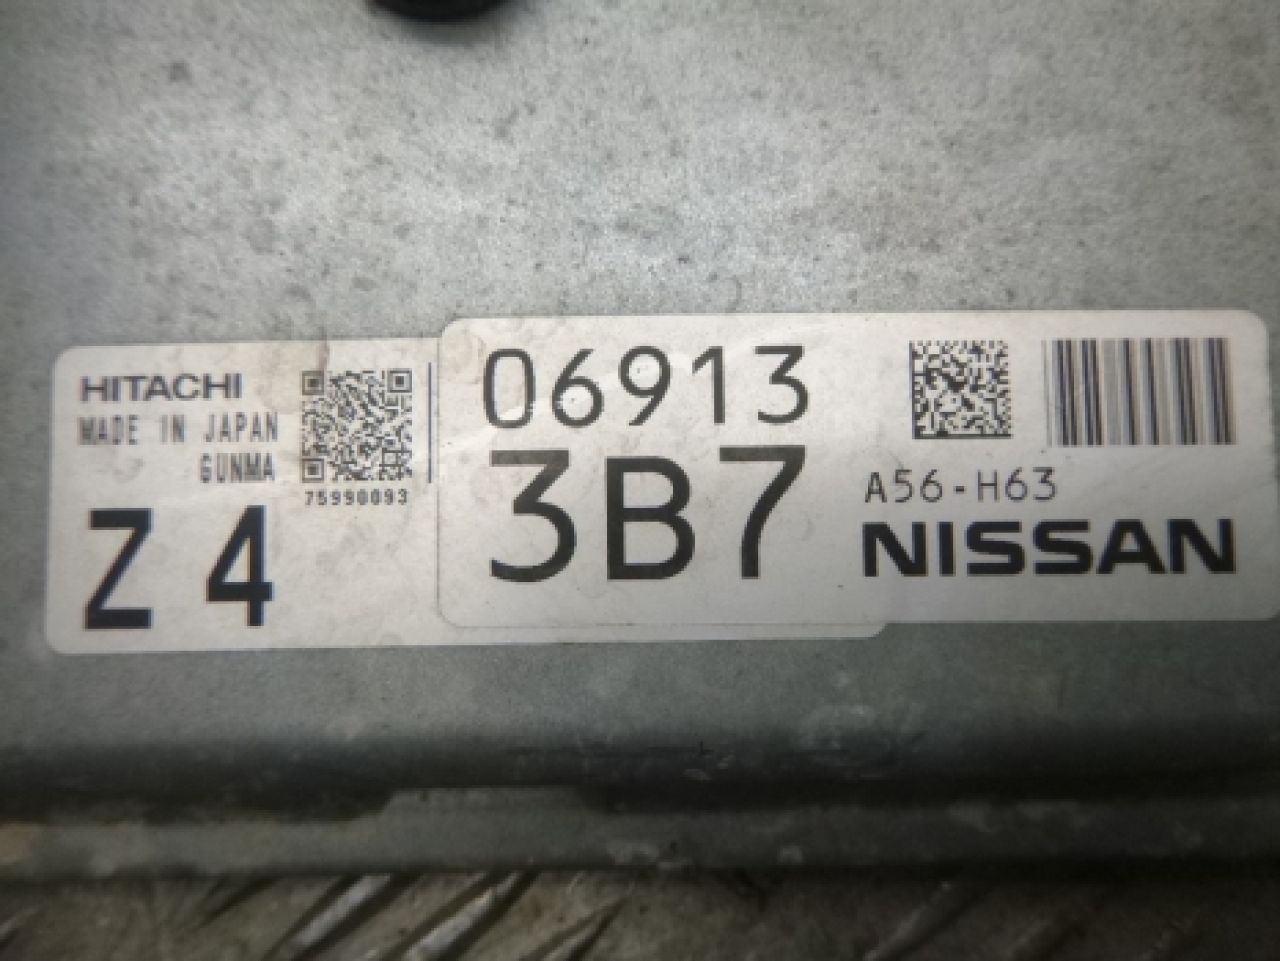 HITACHI
MADE IN JAPAN
GUNMA
75990093
Z 4
06913
3B7
A56-H63
NISSAN